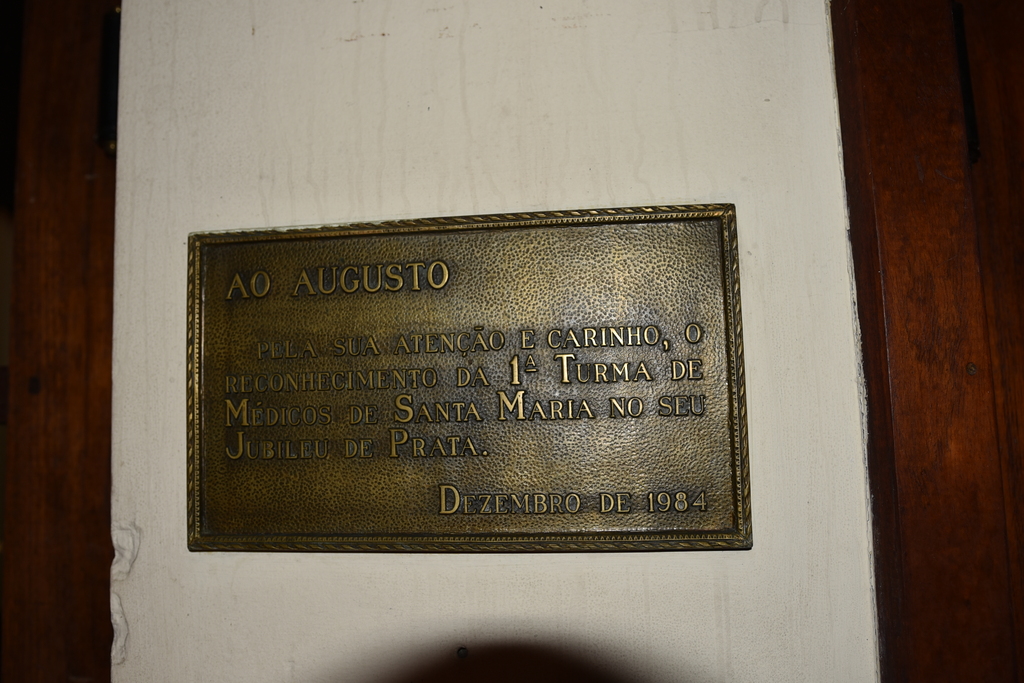 AO AUGUSTO
PELA SUA ATENÇÃO E CARINHO, O
RECONHECIMENTO DA 1ª TURMA DE
MÉDICOS DE SANTA MARIA NO SEU
JUBILEU DE PRATA.
DEZEMBRO DE 1984